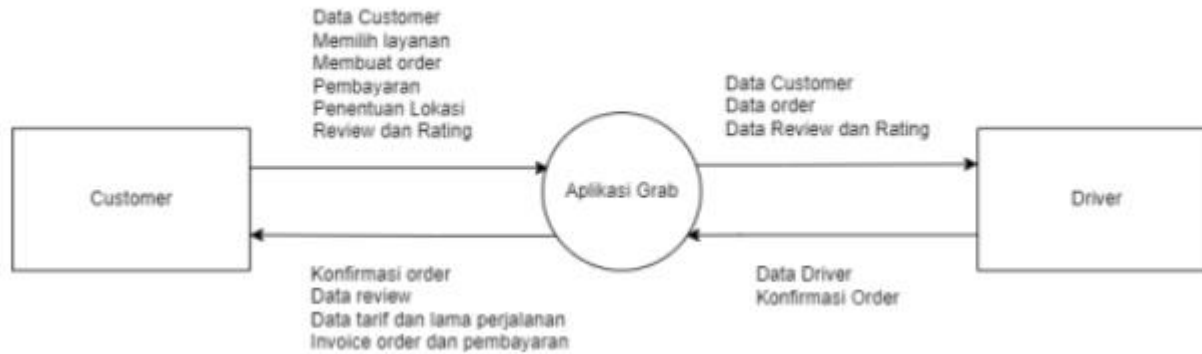 Data Customer
Memilih layanan
Membuat order
Pembayaran
Penentuan Lokasi
Review dan Rating
Data Customer
Data order
Data Review dan Rating
Customer
Aplikasi Grab
Driver
Konfirmasi order
Data review
Data tarif dan lama perjalanan
Invoice order dan pembayaran
Data Driver
Konfirmasi Order